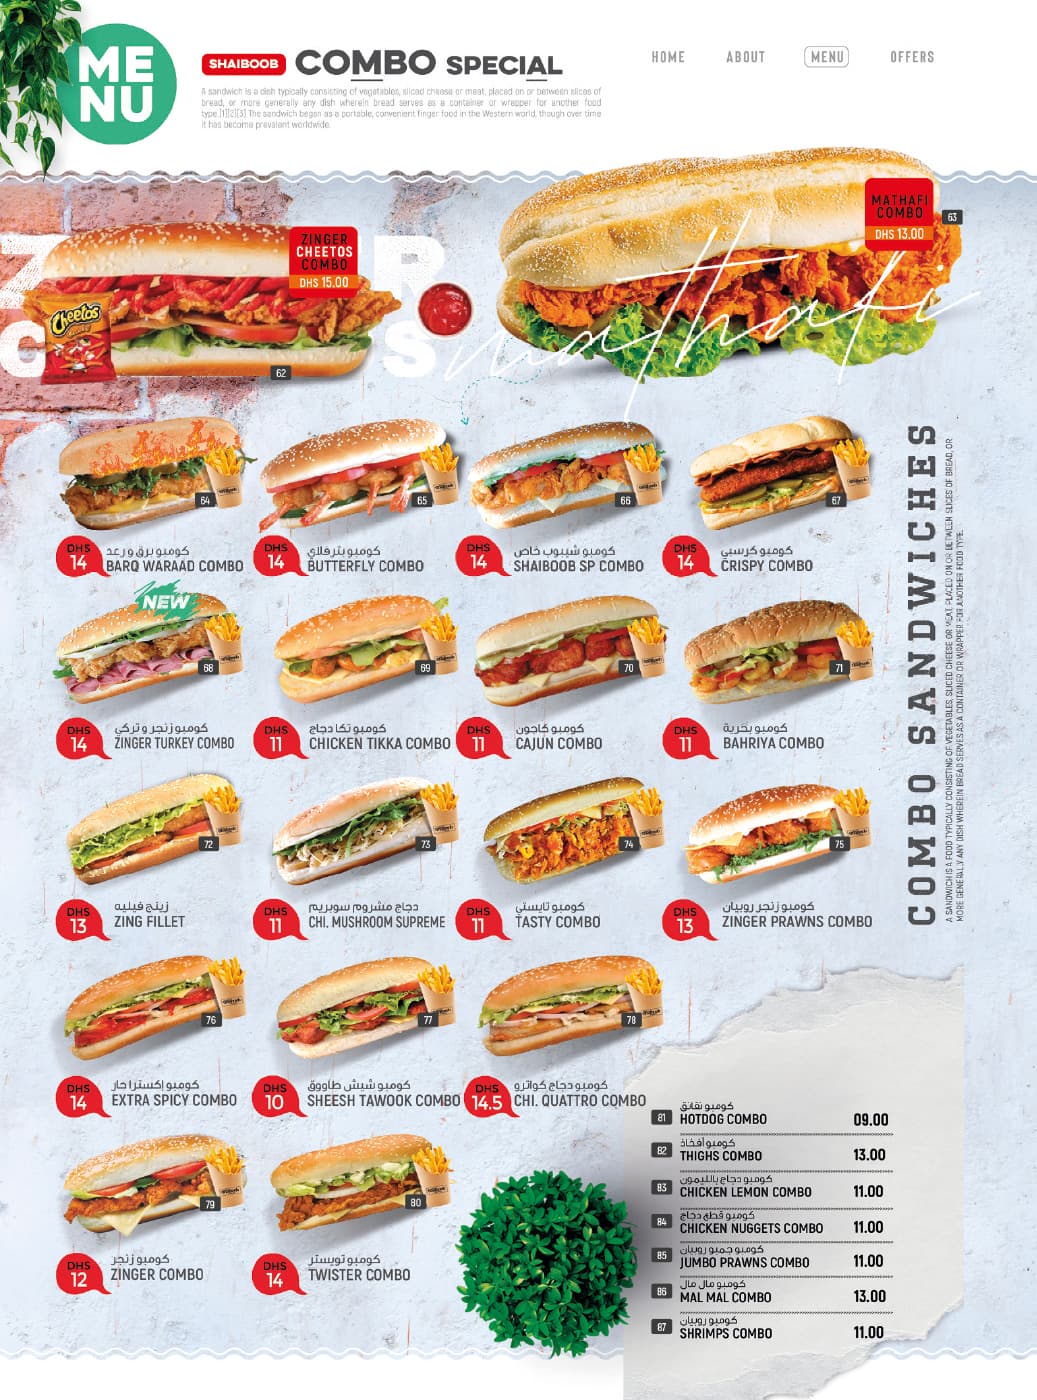 ME
NU
SHAIBOOB COMBO SPECIAL
A sandwich is a dish typically consisting of vegetables, sliced cheese or meat, placed on or between slices of
bread, or more generally any dish wherein bread serves as a container or wrapper for another food
type.[1][2][3] The sandwich began as a portable, convenient finger food in the Western world, though over time
it has become prevalent worldwide.
HOME ABOUT MENU OFFERS
ZINGER
CHEETOS
COMBO
DHS 15.00
Cheetos
62
MATHAFI
COMBO
DHS 13.00
63
mathafi
64
DHS
14
كومبو برق و رعد
BARQ WARAAD COMBO
65
DHS
14
كومبو بترفلاي
BUTTERFLY COMBO
66
DHS
14
كومبو شيبوب خاص
SHAIBOOB SP COMBO
67
DHS
14
كومبو كرسبي
CRISPY COMBO
NEW
68
DHS
14
كومبو زنجر و تركي
ZINGER TURKEY COMBO
69
DHS
11
كومبو تكا دجاج
CHICKEN TIKKA COMBO
70
DHS
11
كومبو كاجون
CAJUN COMBO
71
DHS
11
كومبو بحرية
BAHRIYA COMBO
72
DHS
13
زينج فيليه
ZING FILLET
73
DHS
11
دجاج مشروم سوبريم
CHI. MUSHROOM SUPREME
74
DHS
11
كومبو تايستي
TASTY COMBO
75
DHS
13
كومبو زنجر روبيان
ZINGER PRAWNS COMBO
76
DHS
14
كومبو إكسترا حار
EXTRA SPICY COMBO
77
DHS
10
كومبو شيش طاووق
SHEESH TAWOOK COMBO
78
DHS
14.5
كومبو دجاج كواترو
CHI. QUATTRO COMBO
79
DHS
12
كومبو زنجر
ZINGER COMBO
80
DHS
14
كومبو تويستر
TWISTER COMBO
COMBO SANDWICHES
A SANDWICH IS A FOOD TYPICALLY CONSISTING OF VEGETABLES, SLICED CHEESE OR MEAT, PLACED ON OR BETWEEN SLICES OF BREAD, OR
MORE GENERALLY ANY DISH WHEREIN BREAD SERVES AS A CONTAINER OR WRAPPER FOR ANOTHER FOOD TYPE.
كومبو نقانق
81 HOTDOG COMBO 09.00
كومبو أفخاذ
82 THIGHS COMBO 13.00
كومبو دجاج بالليمون
83 CHICKEN LEMON COMBO 11.00
كومبو قطع دجاج
84 CHICKEN NUGGETS COMBO 11.00
كومبو جمبو روبيان
85 JUMBO PRAWNS COMBO 11.00
كومبو مال مال
86 MAL MAL COMBO 13.00
كومبو روبيان
87 SHRIMPS COMBO 11.00